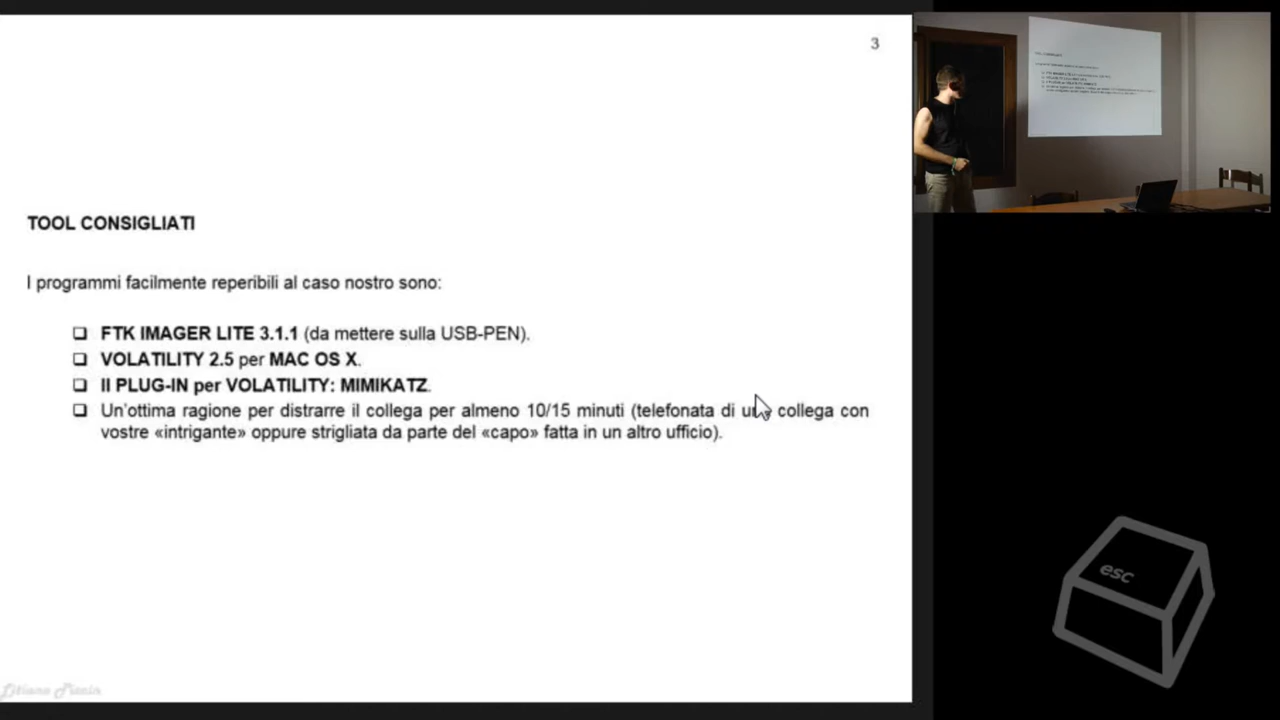 3
TOOL CONSIGLIATI
I programmi facilmente reperibili al caso nostro sono:
❑ FTK IMAGER LITE 3.1.1 (da mettere sulla USB-PEN).
❑ VOLATILITY 2.5 per MAC OS X.
❑ Il PLUG-IN per VOLATILITY: MIMIKATZ.
❑ Un'ottima ragione per distrarre il collega per almeno 10/15 minuti (telefonata di collega con
vostre «intrigante» oppure strigliata da parte del «capo» fatta in un altro ufficio).
esc